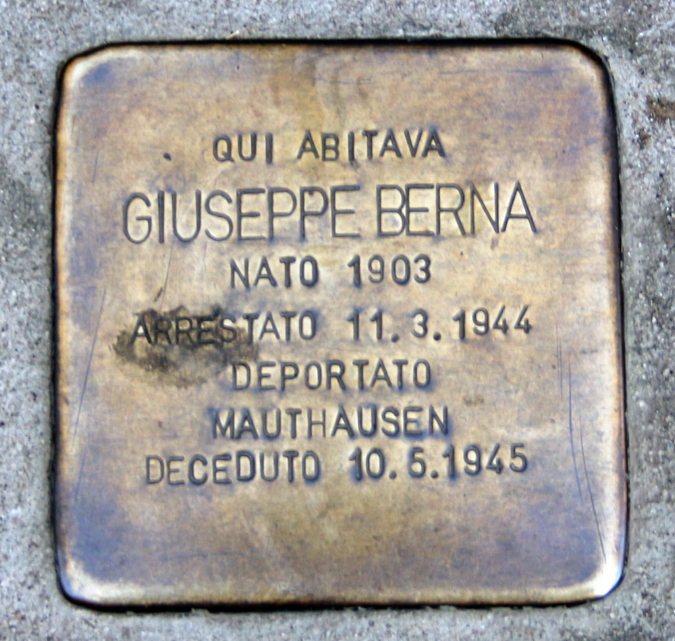 QUI ABITAVA
GIUSEPPE BERNA
NATO 1903
ARRESTATO 11.3.1944
DEPORTATO
MAUTHAUSEN
DECEDUTO 10.5.1945